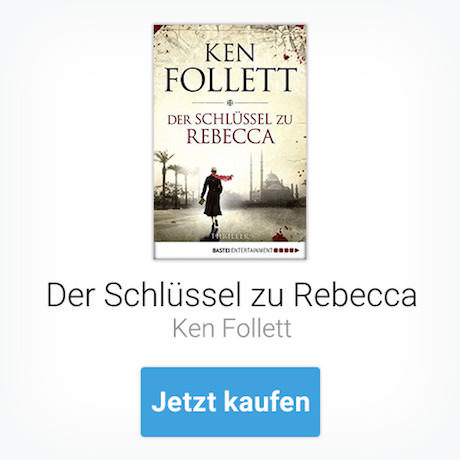 KEN
FOLLETT
DER SCHLÜSSEL ZU
REBECCA
THRILLER
BASTEI ENTERTAINMENT
Der Schlüssel zu Rebecca
Ken Follett
Jetzt kaufen